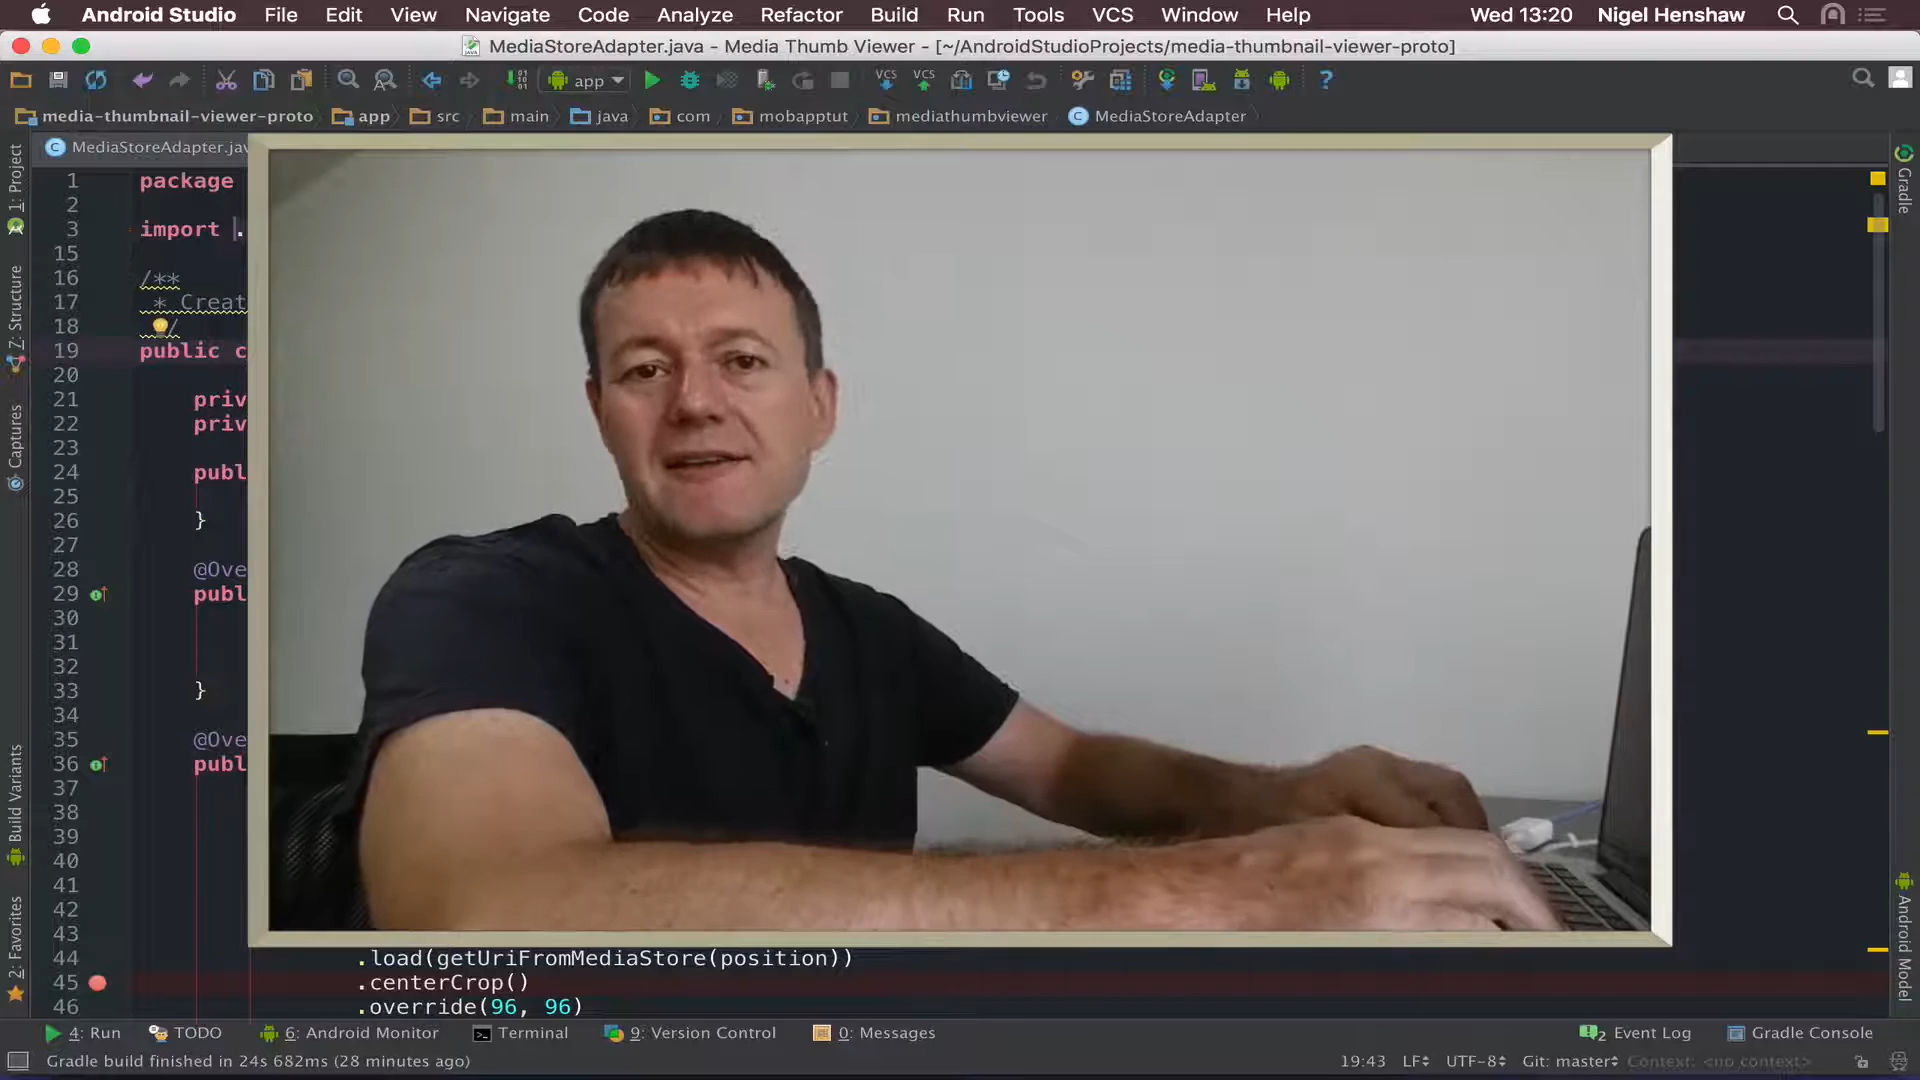 Android Studio File Edit View Navigate Code Analyze Refactor Build Run Tools VCS Window Help Wed 13:20 Nigel Henshaw
MediaStoreAdapter.java - Media Thumb Viewer - [~/AndroidStudioProjects/media-thumbnail-viewer-proto]
app VCS VCS ?
media-thumbnail-viewer-proto app src main java com mobapptut mediathumbviewer MediaStoreAdapter
MediaStoreAdapter.jav
1: Project
7: Structure
Captures
Build Variants
2: Favorites
Gradle
Android Model
1 package
2
3 import .
15
16 /**
17 * Creat
18 /
19 public c
20
21 priv
22 priv
23
24 publ
25
26 }
27
28 @Ove
29 publ
30
31
32
33 }
34
35 @Ove
36 publ
37
38
39
40
41
42
43
44 .load(getUriFromMediaStore(position))
45 .centerCrop()
46 .override(96, 96)
4: Run TODO 6: Android Monitor Terminal 9: Version Control 0: Messages 2 Event Log Gradle Console
Gradle build finished in 24s 682ms (28 minutes ago) 19:43 LF UTF-8 Git: master Context: <no context>